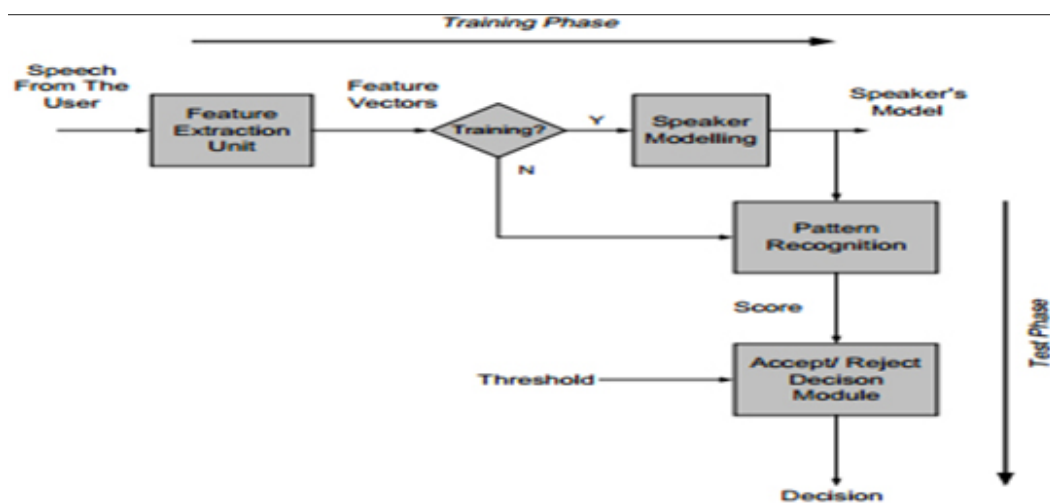 Training Phase
Speech
From The
User
Feature
Extraction
Unit
Feature
Vectors
Training?
Y
N
Speaker
Modelling
Speaker's
Model
Pattern
Recognition
Score
Threshold
Accept/ Reject
Decison
Module
Decision
Test Phase